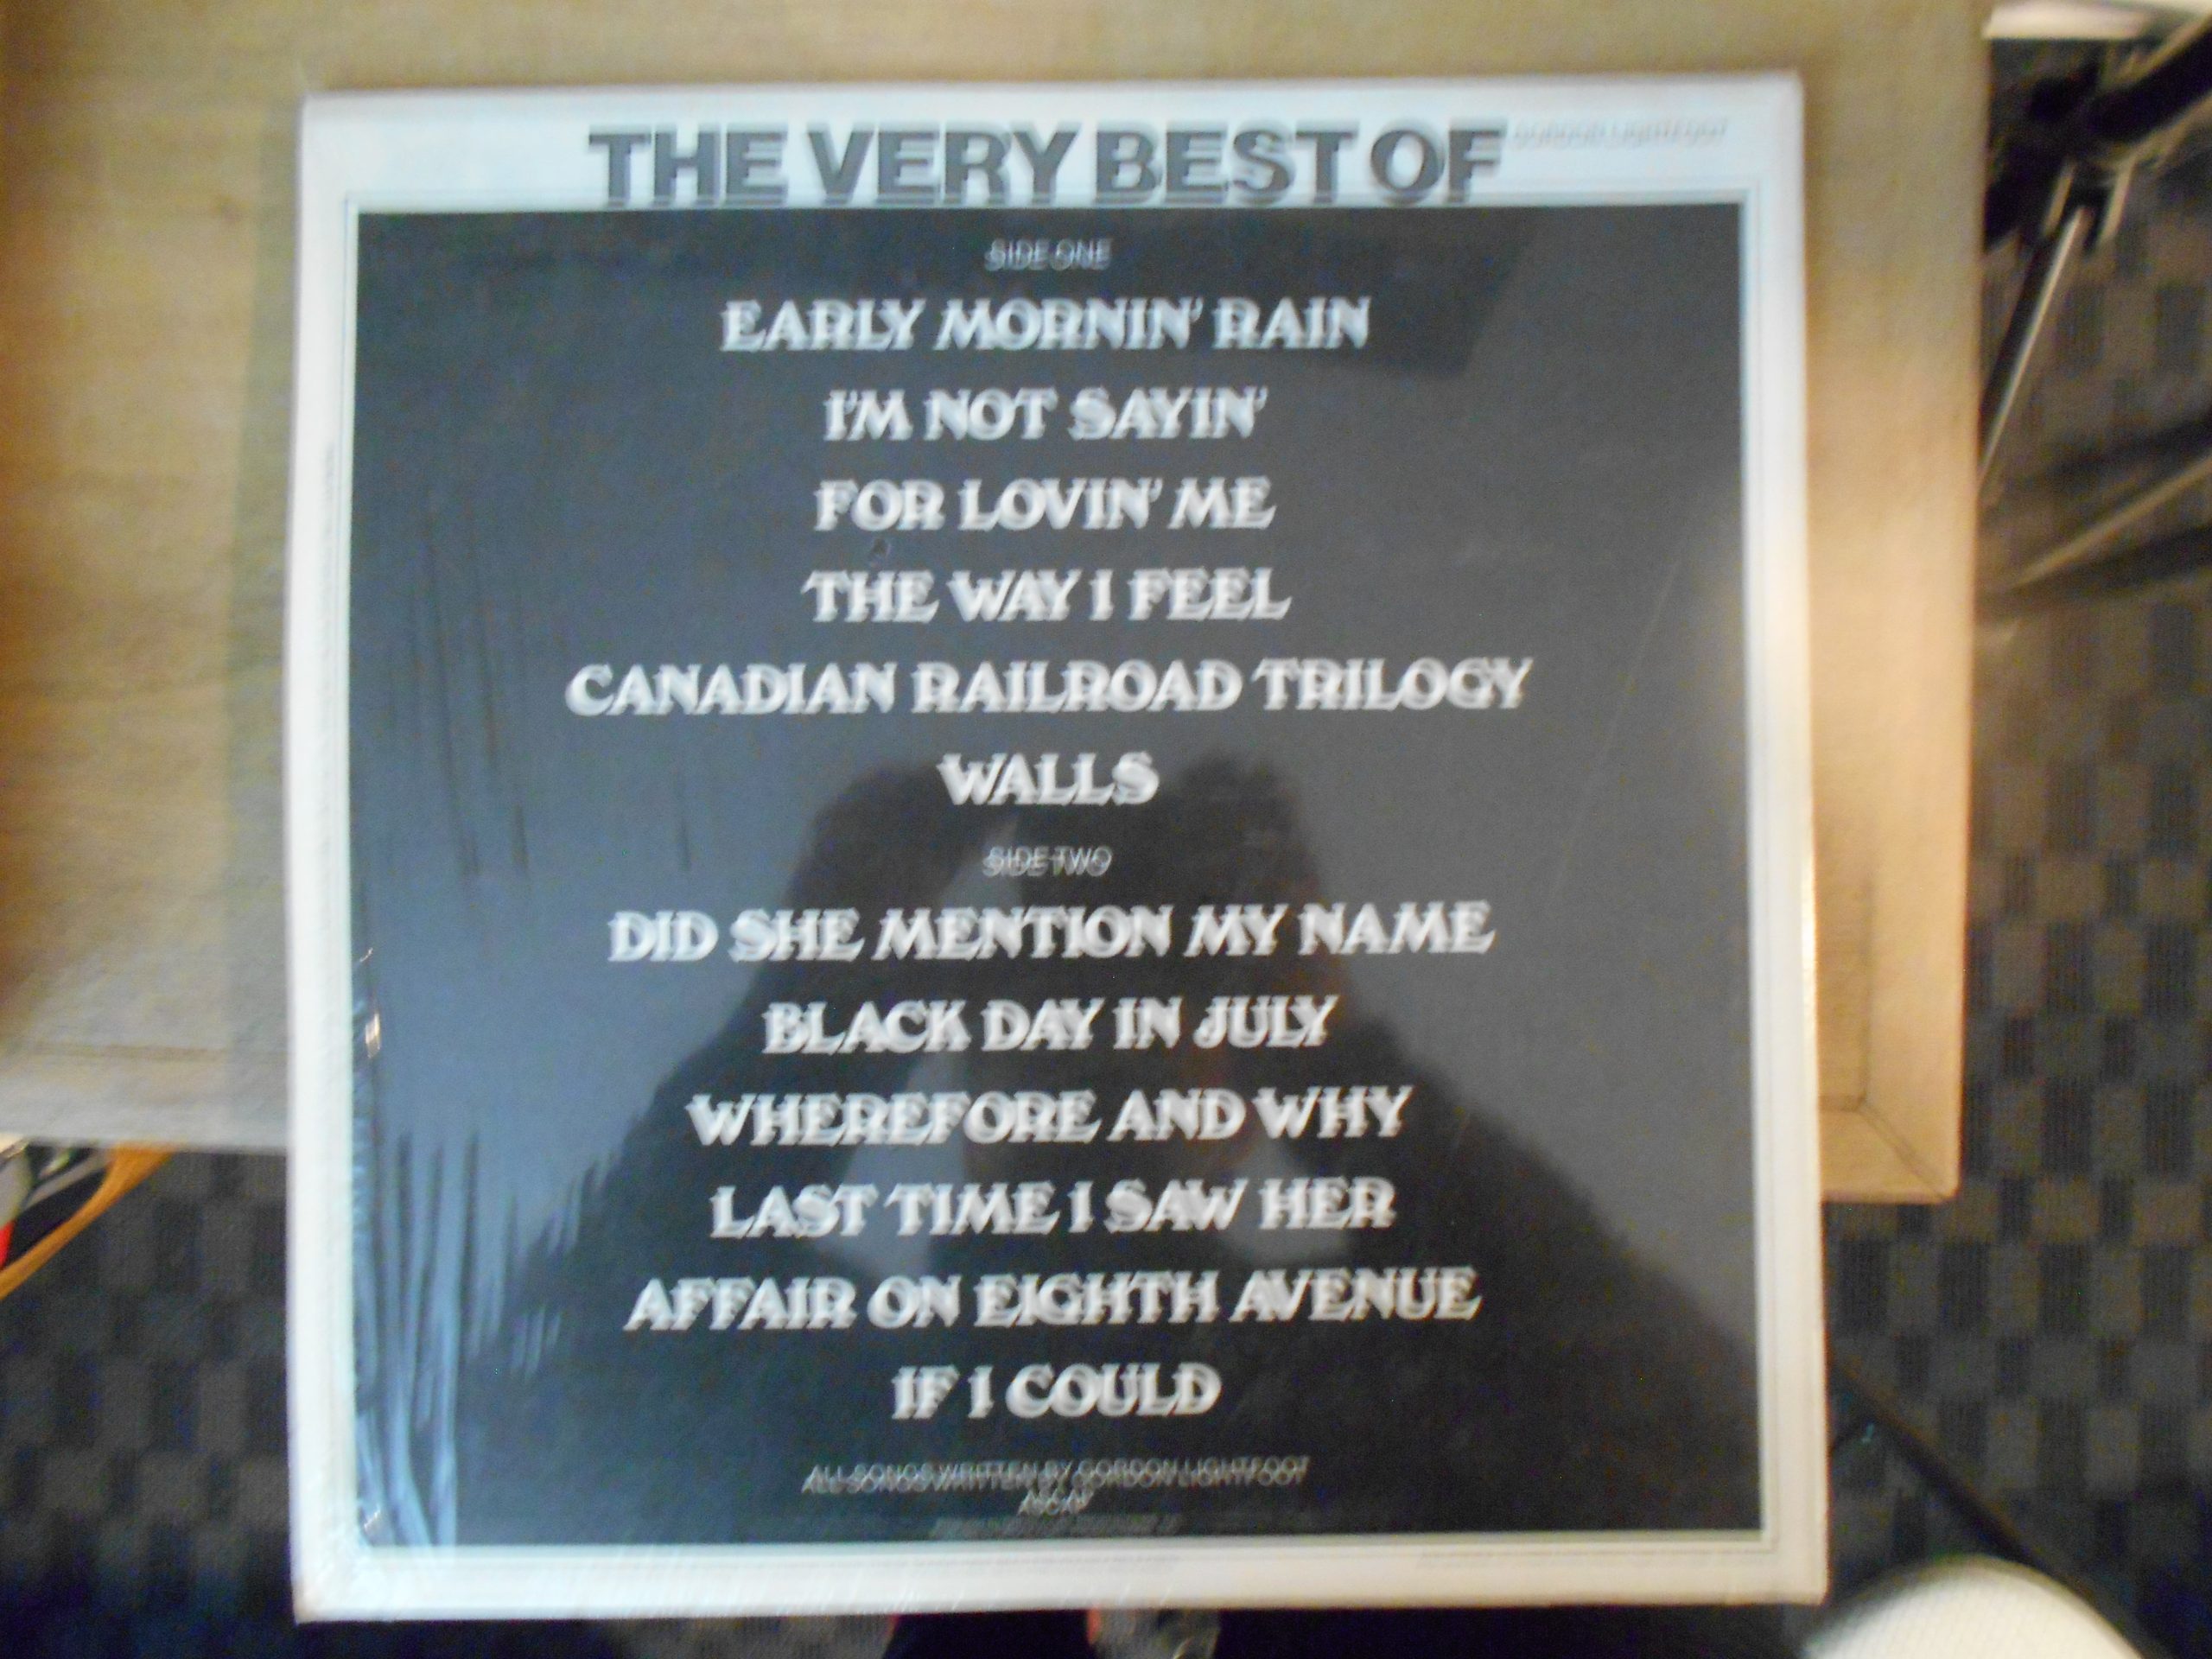 THE VERY BEST OF
GORDON LIGHTFOOT
SIDE ONE
EARLY MORNIN' RAIN
I'M NOT SAYIN'
FOR LOVIN' ME
THE WAY I FEEL
CANADIAN RAILROAD TRILOGY
WALLS
SIDE TWO
DID SHE MENTION MY NAME
BLACK DAY IN JULY
WHEREFORE AND WHY
LAST TIME I SAW HER
AFFAIR ON EIGHTH AVENUE
IF I COULD
ALL SONGS WRITTEN BY GORDON LIGHTFOOT
ASCAP